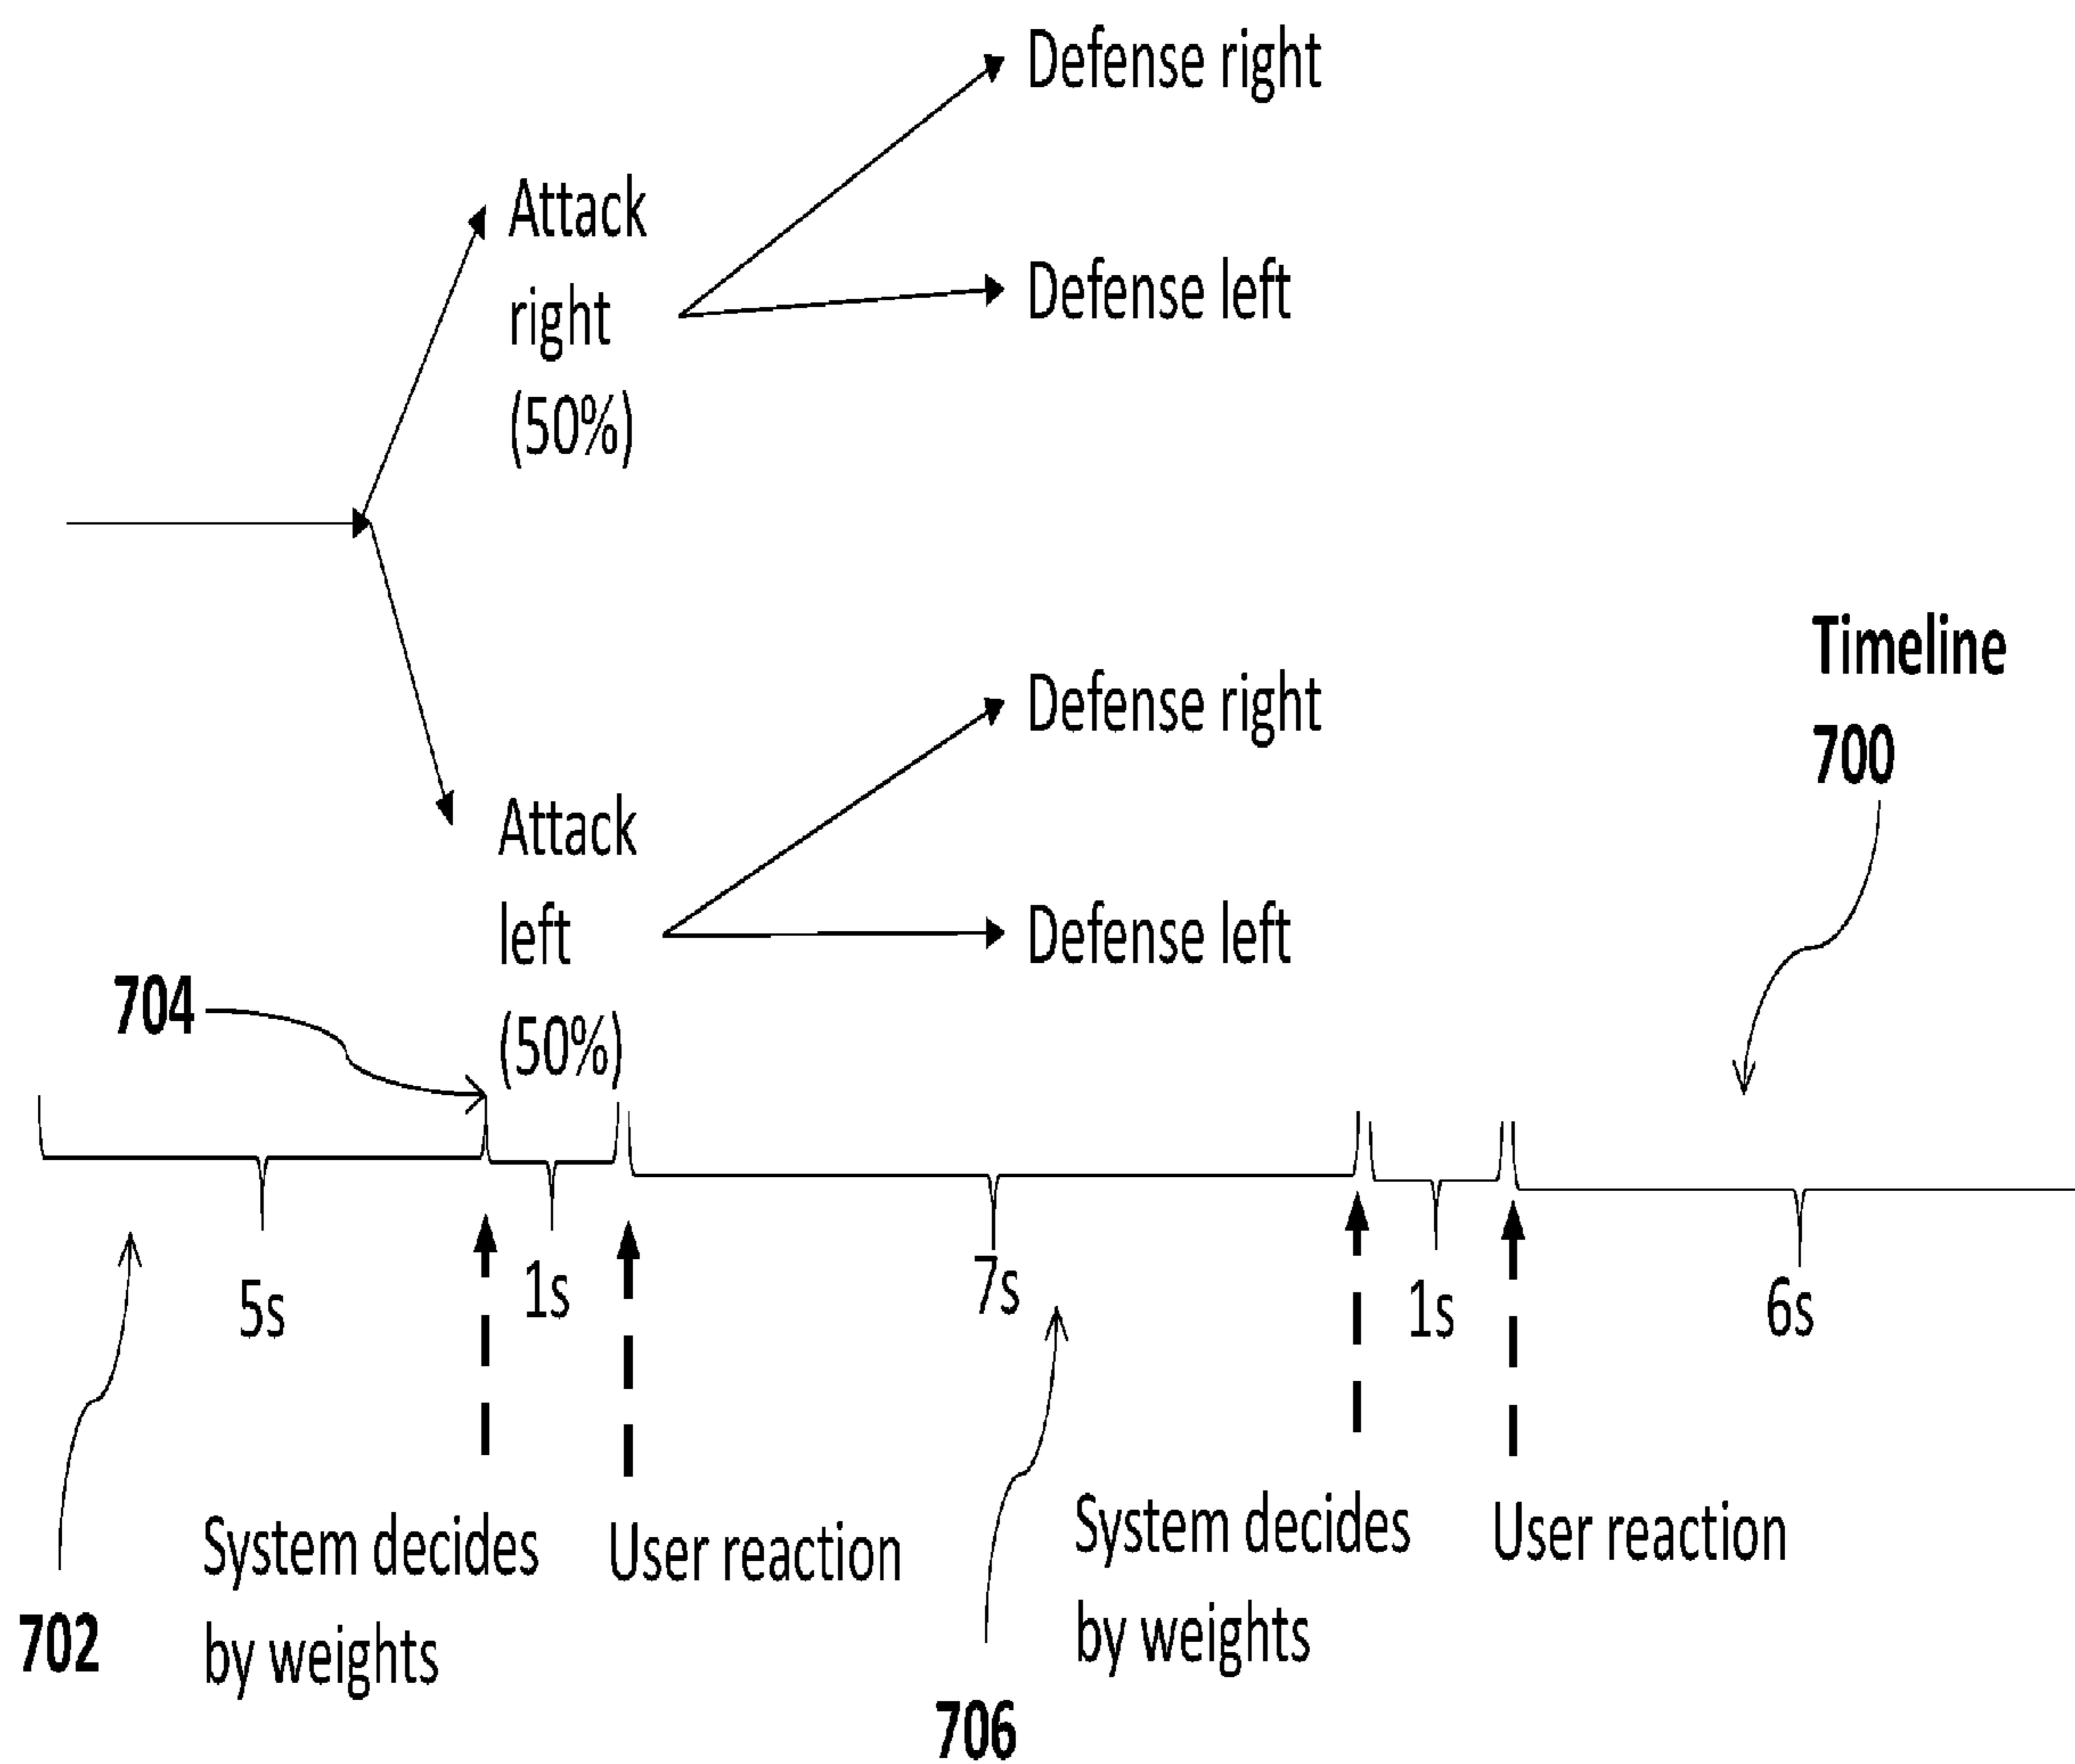 Defense right
Attack
right
(50%)
Defense left
Timeline
700
Defense right
Attack
left
(50%)
Defense left
704
5s
1s
7s
1s
6s
System decides
by weights
User reaction
System decides
by weights
User reaction
702
706